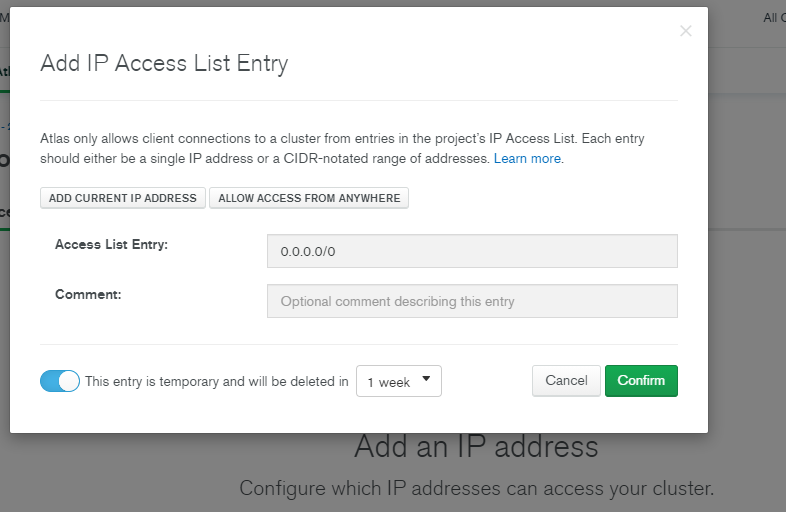 All
Add IP Access List Entry
Atlas only allows client connections to a cluster from entries in the project's IP Access List. Each entry
should either be a single IP address or a CIDR-notated range of addresses. Learn more.
ADD CURRENT IP ADDRESS ALLOW ACCESS FROM ANYWHERE
Access List Entry: 0.0.0.0/0
Comment: Optional comment describing this entry
This entry is temporary and will be deleted in 1 week Cancel Confirm
Add an IP address
Configure which IP addresses can access your cluster.